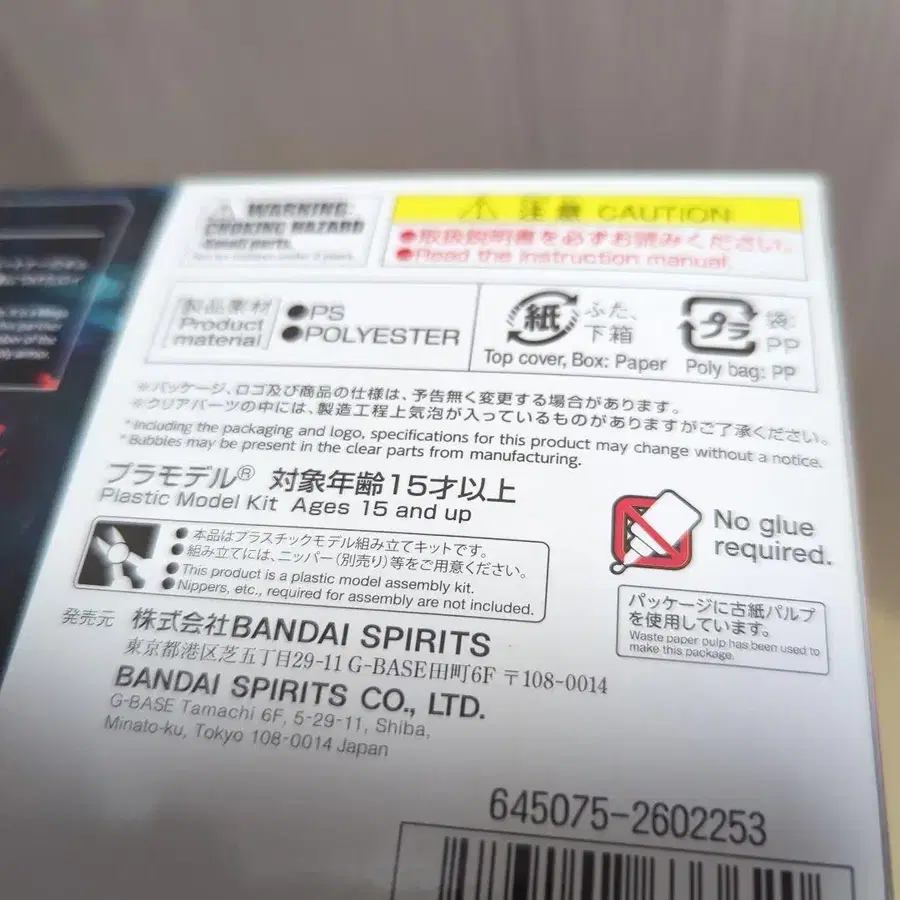 WARNING:
CHOKING HAZARD
-Small parts.
注意 CAUTION
●取扱説明書を必ずお読みください。
●Read the instruction manual.
製品素材
Product
material
●PS
●POLYESTER
紙
ふた、
下箱
Top cover, Box: Paper
プラ
袋:
PP
Poly bag: PP
※パッケージ、ロゴ及び商品の仕様は、予告無く変更する場合があります。
※クリアパーツの中には、製造工程上気泡が入っているものがありますがご了承ください。
* Including the packaging and logo, specifications for this product may change without a notice.
* Bubbles may be present in the clear parts from manufacturing.
プラモデル® 対象年齢15才以上
Plastic Model Kit Ages 15 and up
No glue
required.
● 本品はプラスチックモデル組み立てキットです。
● 組み立てには、ニッパー(別売り)等をご用意ください。
● This product is a plastic model assembly kit.
● Nippers, etc., required for assembly are not included.
パッケージに古紙パルプ
を使用しています。
Waste paper pulp has been used to
make this package.
発売元 株式会社BANDAI SPIRITS
東京都港区芝五丁目29-11 G-BASE田町6F 〒108-0014
BANDAI SPIRITS CO., LTD.
G-BASE Tamachi 6F, 5-29-11, Shiba,
Minato-ku, Tokyo 108-0014 Japan
645075-2602253